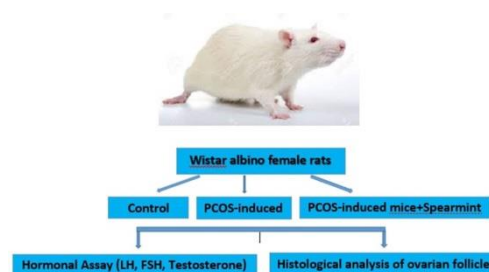 Wistar albino female rats
Control
PCOS-induced
PCOS-induced mice+Spearmint
Hormonal Assay (LH, FSH, Testosterone)
Histological analysis of ovarian follicle